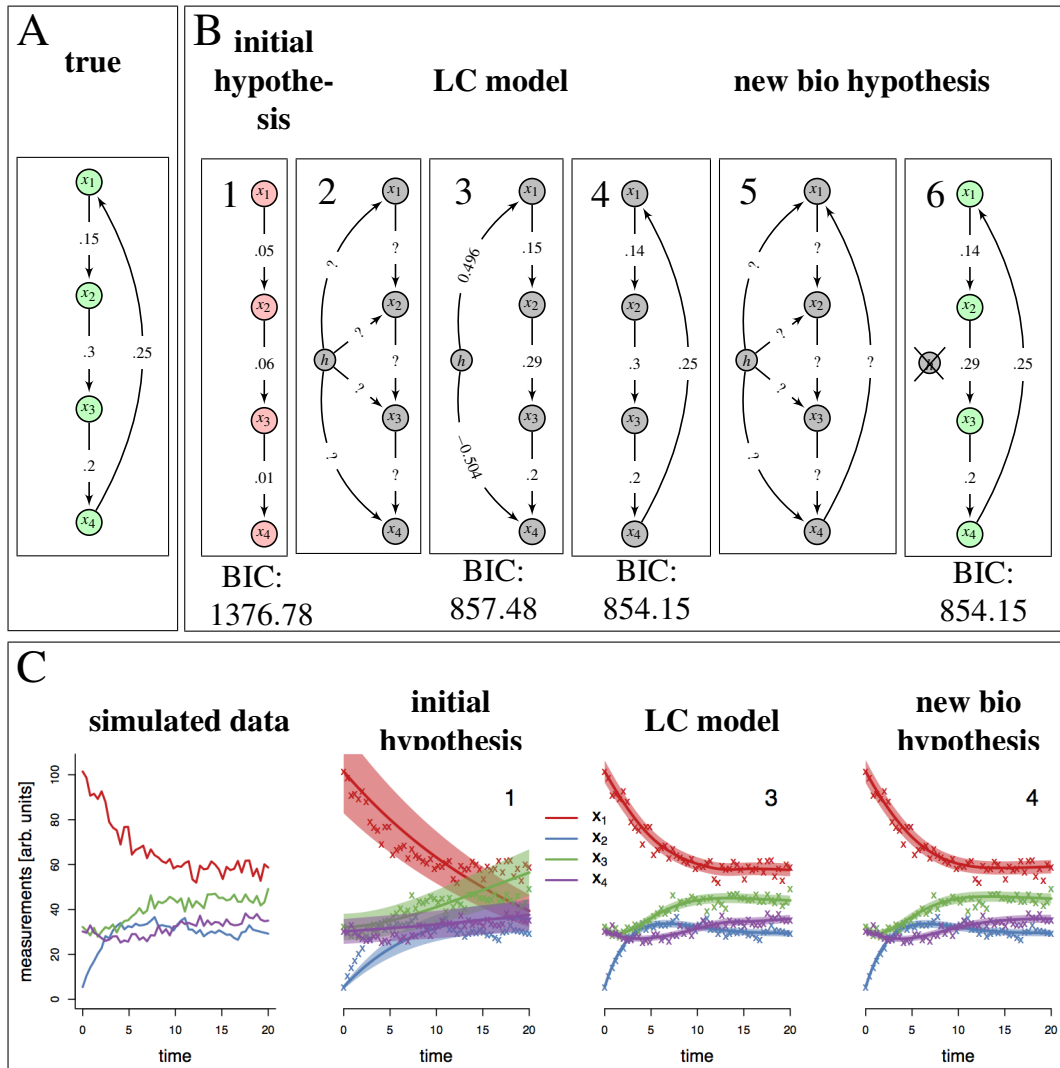 A
true
x1
.15
x2
.3
.25
x3
.2
x4
B
initial
hypothe-
sis
LC model
new bio hypothesis
1
x1
.05
x2
.06
x3
.01
x4
BIC:
1376.78
2
x1
?
?
x2
?
h
?
?
x3
?
?
x4
3
x1
0.496
.15
x2
h
.29
x3
−0.504
.2
x4
BIC:
857.48
4
x1
.14
x2
.3
.25
x3
.2
x4
BIC:
854.15
5
x1
?
?
x2
?
h
?
?
?
x3
?
?
x4
6
x1
.14
x2
h
.29
.25
x3
.2
x4
BIC:
854.15
C
simulated data
initial
hypothesis
LC model
new bio
hypothesis
measurements [arb. units]
100
80
60
40
20
0
0 5 10 15 20
time
1
0 5 10 15 20
time
x1
x2
x3
x4
3
0 5 10 15 20
time
4
0 5 10 15 20
time